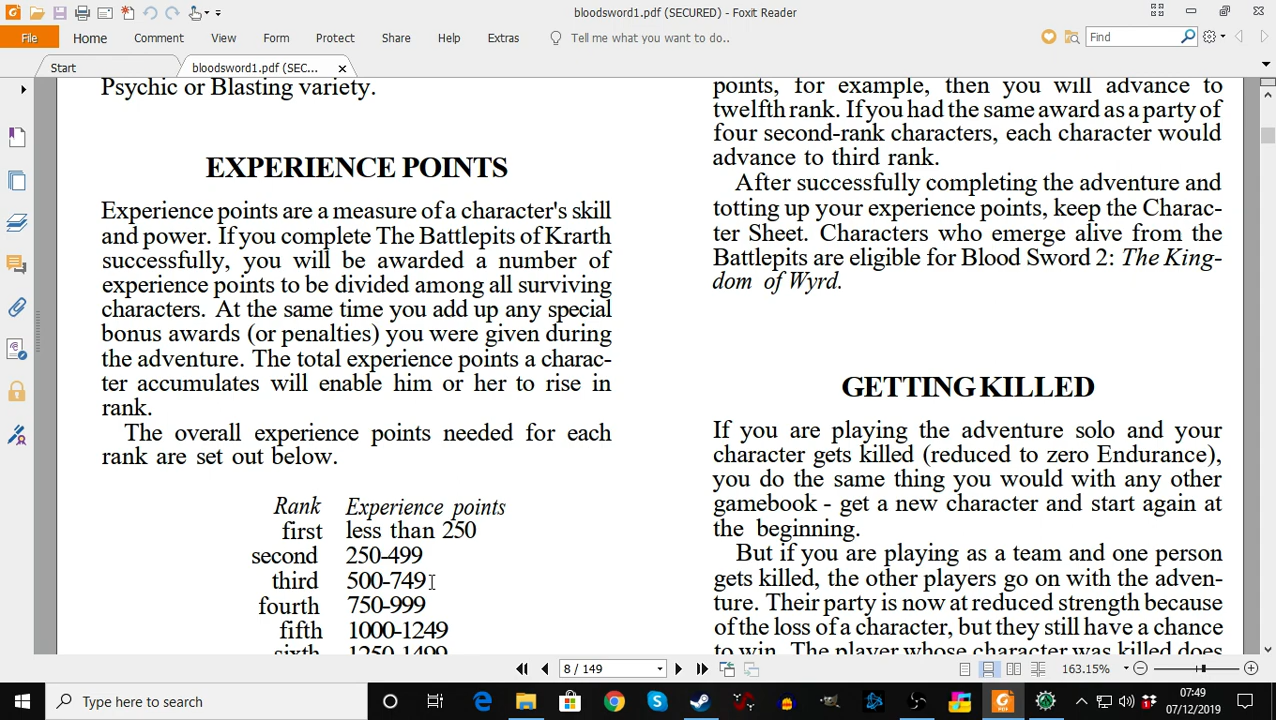 bloodsword1.pdf (SECURED) - Foxit Reader
File
Home
Comment
View
Form
Protect
Share
Help
Extras
Tell me what you want to do..
Find
Start
bloodsword1.pdf (SEC...
Psychic or Blasting variety.
EXPERIENCE POINTS
Experience points are a measure of a character's skill
and power. If you complete The Battlepits of Krarth
successfully, you will be awarded a number of
experience points to be divided among all surviving
characters. At the same time you add up any special
bonus awards (or penalties) you were given during
the adventure. The total experience points a charac-
ter accumulates will enable him or her to rise in
rank.
The overall experience points needed for each
rank are set out below.
Rank Experience points
first less than 250
second 250-499
third 500-749
fourth 750-999
fifth 1000-1249
sixth 1250-1499
points, for example, then you will advance to
twelfth rank. If you had the same award as a party of
four second-rank characters, each character would
advance to third rank.
After successfully completing the adventure and
totting up your experience points, keep the Charac-
ter Sheet. Characters who emerge alive from the
Battlepits are eligible for Blood Sword 2: The King-
dom of Wyrd.
GETTING KILLED
If you are playing the adventure solo and your
character gets killed (reduced to zero Endurance),
you do the same thing you would with any other
gamebook - get a new character and start again at
the beginning.
But if you are playing as a team and one person
gets killed, the other players go on with the adven-
ture. Their party is now at reduced strength because
of the loss of a character, but they still have a chance
to win. The player whose character was killed does
8 / 149
163.15%
Type here to search
07:49
07/12/2019